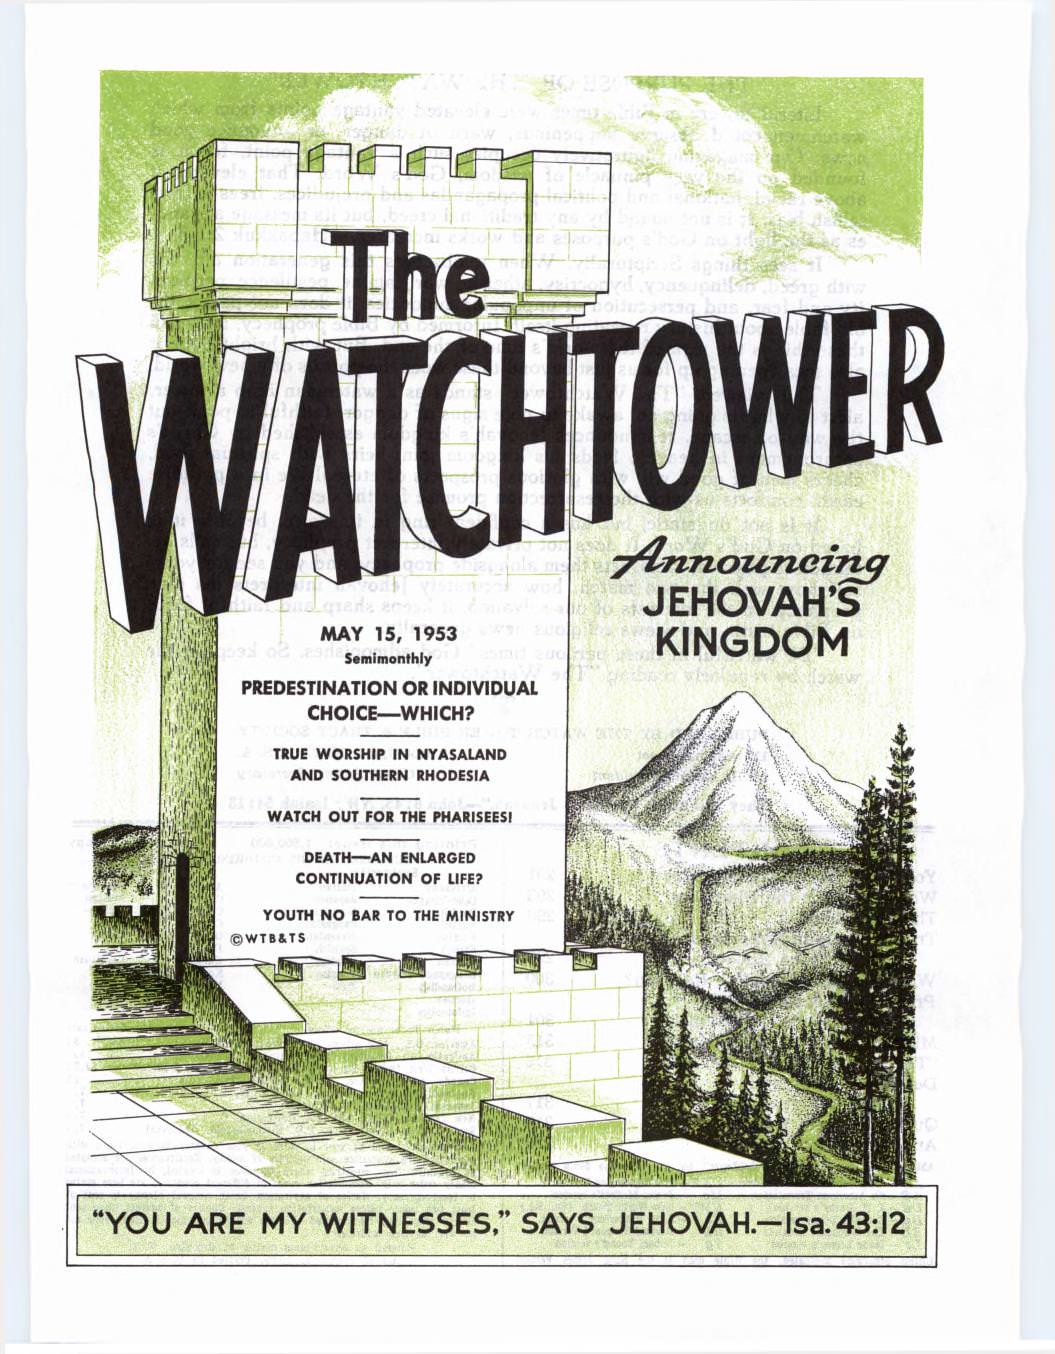 The
WATCHTOWER
Announcing
JEHOVAH'S
KINGDOM
MAY 15, 1953
Semimonthly
PREDESTINATION OR INDIVIDUAL
CHOICE—WHICH?
TRUE WORSHIP IN NYASALAND
AND SOUTHERN RHODESIA
WATCH OUT FOR THE PHARISEES!
DEATH—AN ENLARGED
CONTINUATION OF LIFE?
YOUTH NO BAR TO THE MINISTRY
©WTB&TS
“YOU ARE MY WITNESSES,” SAYS JEHOVAH.—Isa. 43:12